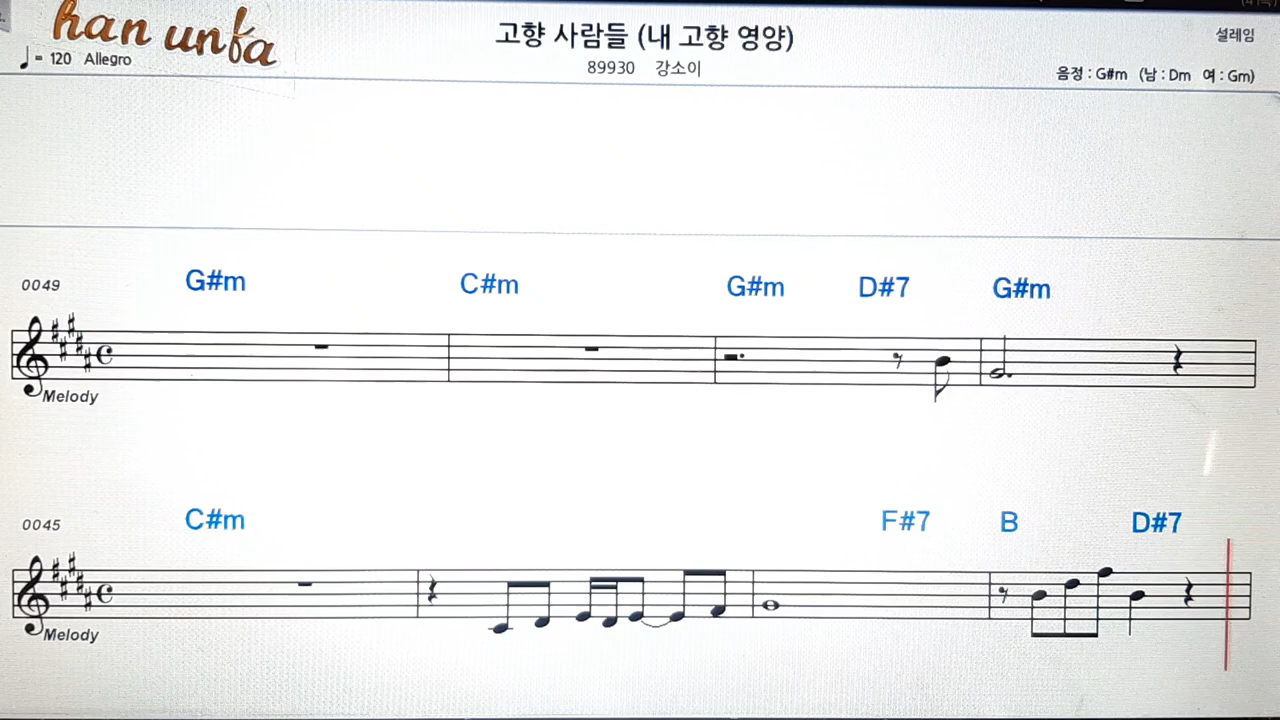 han unfa
고향 사람들 (내 고향 영양)
설레임
♩= 120 Allegro
89930 강소이
음정 : G#m (남 : Dm 여 : Gm)
0049 G#m C#m G#m D#7 G#m
Melody
0045 C#m F#7 B D#7
Melody